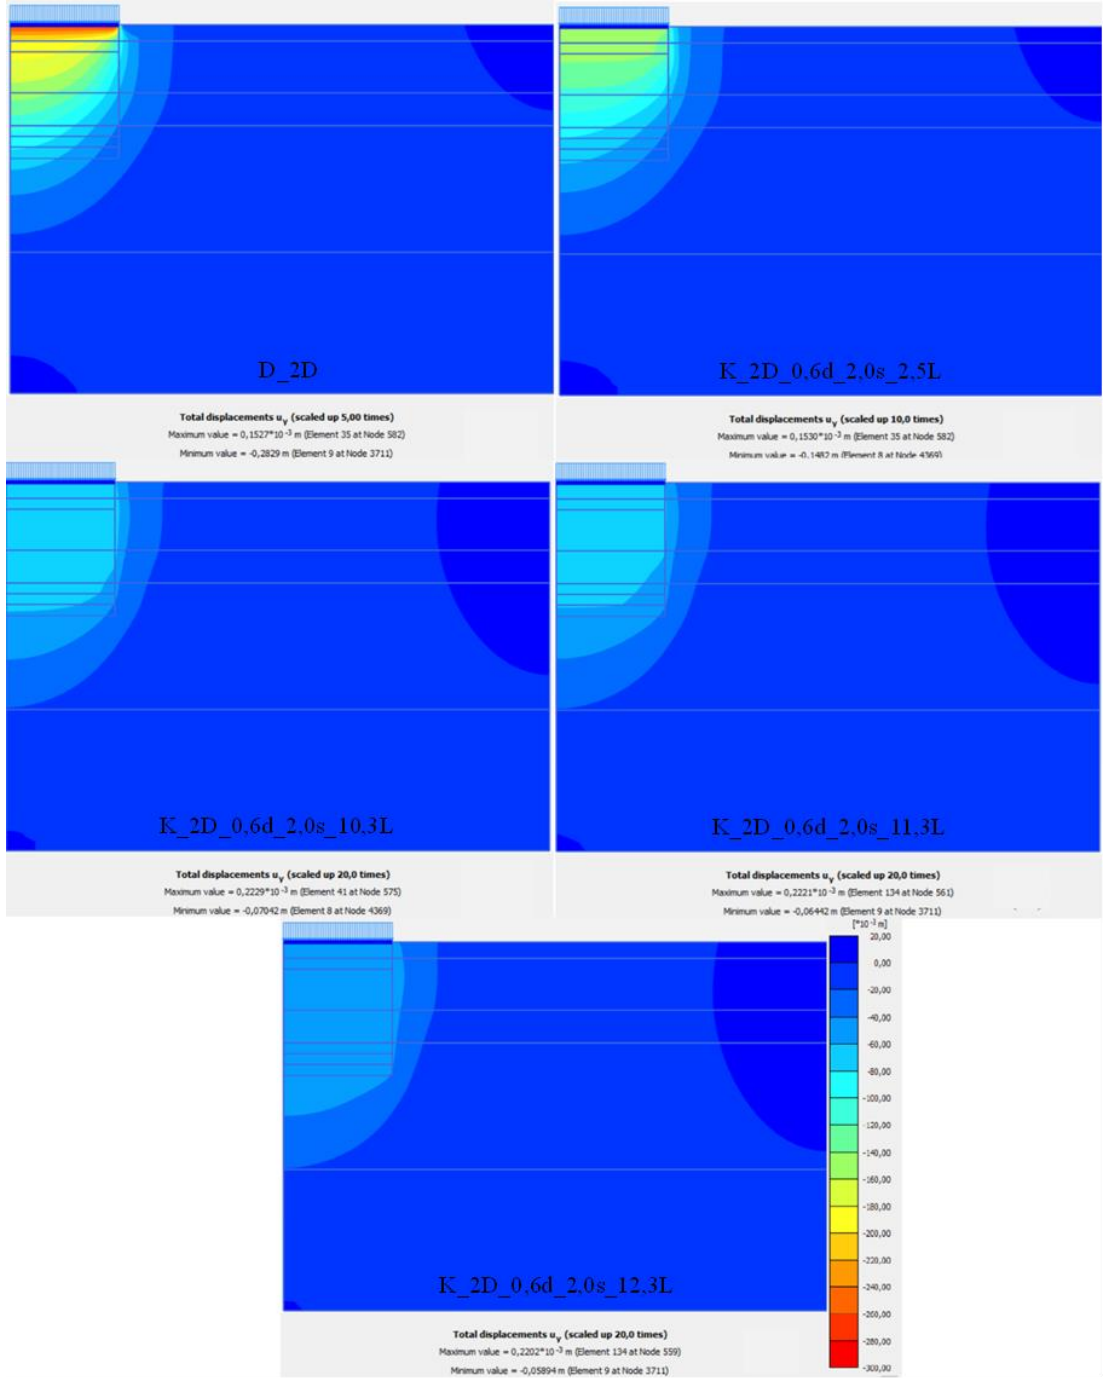 D_2D
Total displacements uy (scaled up 5,00 times)
Maximum value = 0,1527*10-3 m (Element 35 at Node 582)
Minimum value = -0,2829 m (Element 9 at Node 3711)
K_2D_0,6d_2,0s_2,5L
Total displacements uy (scaled up 10,0 times)
Maximum value = 0,1530*10-3 m (Element 35 at Node 582)
Minimum value = -0,1482 m (Element 8 at Node 4369)
K_2D_0,6d_2,0s_10,3L
Total displacements uy (scaled up 20,0 times)
Maximum value = 0,2229*10-3 m (Element 41 at Node 575)
Minimum value = -0,07042 m (Element 8 at Node 4369)
K_2D_0,6d_2,0s_11,3L
Total displacements uy (scaled up 20,0 times)
Maximum value = 0,2221*10-3 m (Element 134 at Node 561)
Minimum value = -0,06442 m (Element 9 at Node 3711)
K_2D_0,6d_2,0s_12,3L
Total displacements uy (scaled up 20,0 times)
Maximum value = 0,2202*10-3 m (Element 134 at Node 559)
Minimum value = -0,05894 m (Element 9 at Node 3711)
[*10-3 m]
20,00
0,00
-20,00
-40,00
-60,00
-80,00
-100,00
-120,00
-140,00
-160,00
-180,00
-200,00
-220,00
-240,00
-260,00
-280,00
-300,00